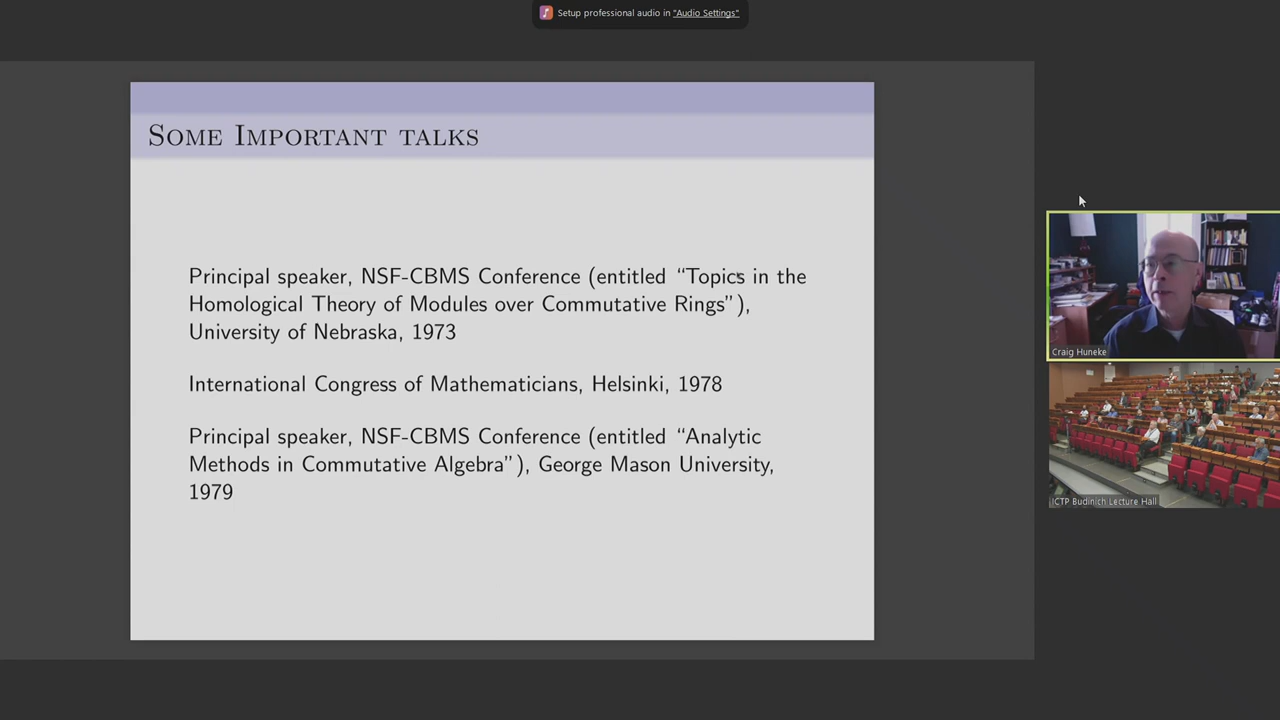 Setup professional audio in "Audio Settings"
Some Important talks
Principal speaker, NSF-CBMS Conference (entitled “Topics in the
Homological Theory of Modules over Commutative Rings”),
University of Nebraska, 1973
International Congress of Mathematicians, Helsinki, 1978
Principal speaker, NSF-CBMS Conference (entitled “Analytic
Methods in Commutative Algebra”), George Mason University,
1979
Craig Huneke
ICTP Budinich Lecture Hall